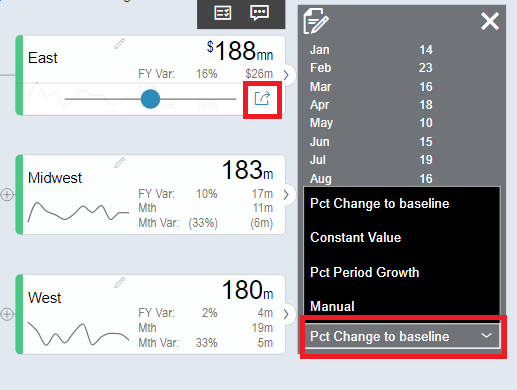 East
$188mn
FY Var: 16% $26m
Midwest
183m
FY Var: 10% 17m
Mth 11m
Mth Var: (33%) (6m)
West
180m
FY Var: 2% 4m
Mth 19m
Mth Var: 33% 5m
Jan 14
Feb 23
Mar 16
Apr 18
May 10
Jun 15
Jul 19
Aug 16
Pct Change to baseline
Constant Value
Pct Period Growth
Manual
Pct Change to baseline